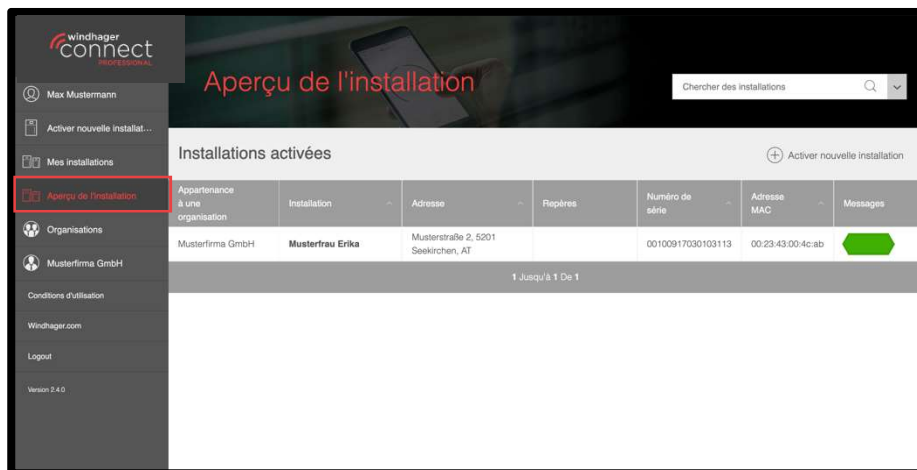 windhager
connect
PROFESSIONAL
Max Mustermann
Activer nouvelle installat...
Mes installations
Aperçu de l'installation
Organisations
Musterfirma GmbH
Conditions d'utilisation
Windhager.com
Logout
Version 2.4.0
Aperçu de l'installation
Chercher des installations
Installations activées
Activer nouvelle installation
Appartenance
à une
organisation
Installation
Adresse
Repères
Numéro de
série
Adresse
MAC
Messages
Musterfirma GmbH
Musterfrau Erika
Musterstraße 2, 5201
Seekirchen, AT
00100917030103113
00:23:43:00:4c:ab
1 Jusqu'à 1 De 1